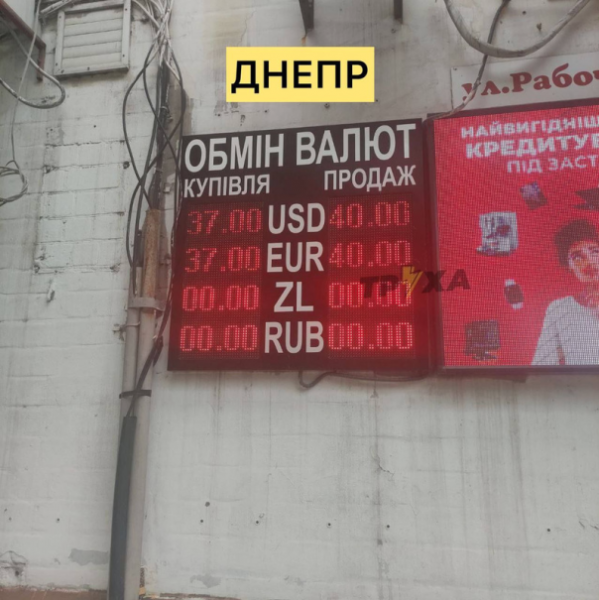 ДНЕПР
ул.Рабоч
ОБМІН ВАЛЮТ
КУПІВЛЯ ПРОДАЖ
37.00 USD 40.00
37.00 EUR 40.00
00.00 ZL 00.00
00.00 RUB 00.00
ТРУХА
НАЙВИГІДНІШ
КРЕДИТУВ
ПІД ЗАСТ